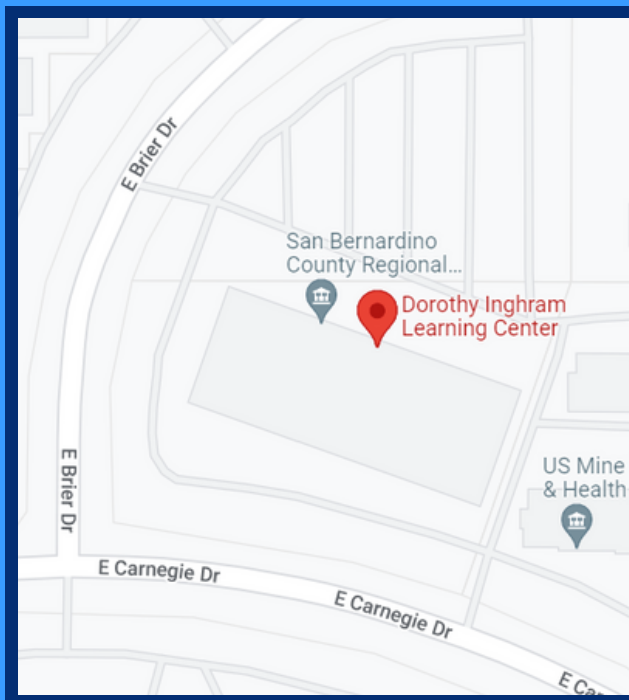 E Brier Dr
San Bernardino
County Regional...
Dorothy Inghram
Learning Center
E Brier Dr
US Mine
& Health
E Carnegie Dr
E Carnegie Dr
E Car